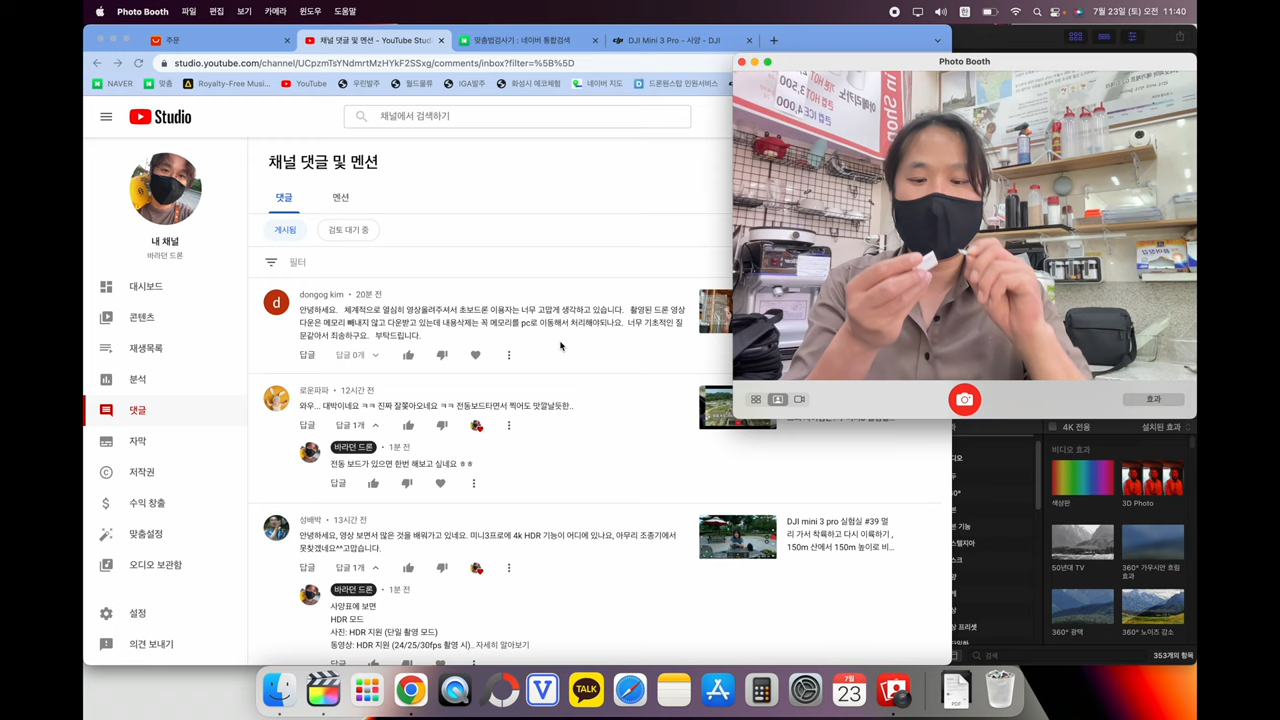 Photo Booth 파일 편집 보기 카메라 윈도우 도움말
한
7월 23일 (토) 오전 11:40
주문
채널 댓글 및 멘션 - YouTube Stud
맞춤법검사기 : 네이버 통합검색
DJI Mini 3 Pro - 사양 - DJI
studio.youtube.com/channel/
NAVER
맞춤
Royalty-Free Musi...
YouTube
우리방주
월드물류
IGA방주
화성시 에코체험
네이버 지도
드론원스탑 민원서비스
Photo Booth
Studio
채널에서 검색하기
채널 댓글 및 멘션
댓글
멘션
게시됨
검토 대기 중
필터
내 채널
바라던 드론
대시보드
콘텐츠
재생목록
분석
댓글
자막
저작권
수익 창출
맞춤설정
오디오 보관함
설정
의견 보내기
d
dongog kim • 20분 전
안녕하세요. 체계적으로 열심히 영상올려주셔서 초보드론 이용자는 너무 고맙게 생각하고 있습니다. 촬영된 드론 영상
다운은 메모리 빼내지 않고 다운받고 있는데 내용삭제는 꼭 메모리를 pc로 이동해서 처리해야되나요. 너무 기초적인 질
문같아서 죄송하구요. 부탁드립니다.
답글 답글 0개
로운파파 • 12시간 전
와우... 대박이네요 ㅋㅋ 진짜 잘쫓아오네요 ㅋㅋ 전동보드타면서 찍어도 맛깔날듯한..
답글 답글 1개
바라던 드론 • 1분 전
전동 보드가 있으면 한번 해보고 싶네요 ㅎㅎ
답글
성배박 • 13시간 전
안녕하세요, 영상 보면서 많은 것을 배워가고 있네요. 미니3프로에 4k HDR 기능이 어디에 있나요, 아무리 조종기에서
못찾겠네요^^고맙습니다.
답글 답글 1개
DJI mini 3 pro 실험실 #39 멀
리 가서 착륙하고 다시 이륙하기 ,
150m 산에서 150m 높이로 비...
바라던 드론 • 1분 전
사양표에 보면
HDR 모드
사진: HDR 지원 (단일 촬영 모드)
동영상: HDR 지원 (24/25/30fps 촬영 시)... 자세히 알아보기
효과
4K 전용
설치된 효과
비디오 효과
색상판
3D Photo
50년대 TV
360° 가우시안 흐림
효과
360° 광택
360° 노이즈 감소
검색
353개의 항목
TALK
7월
23
PDF